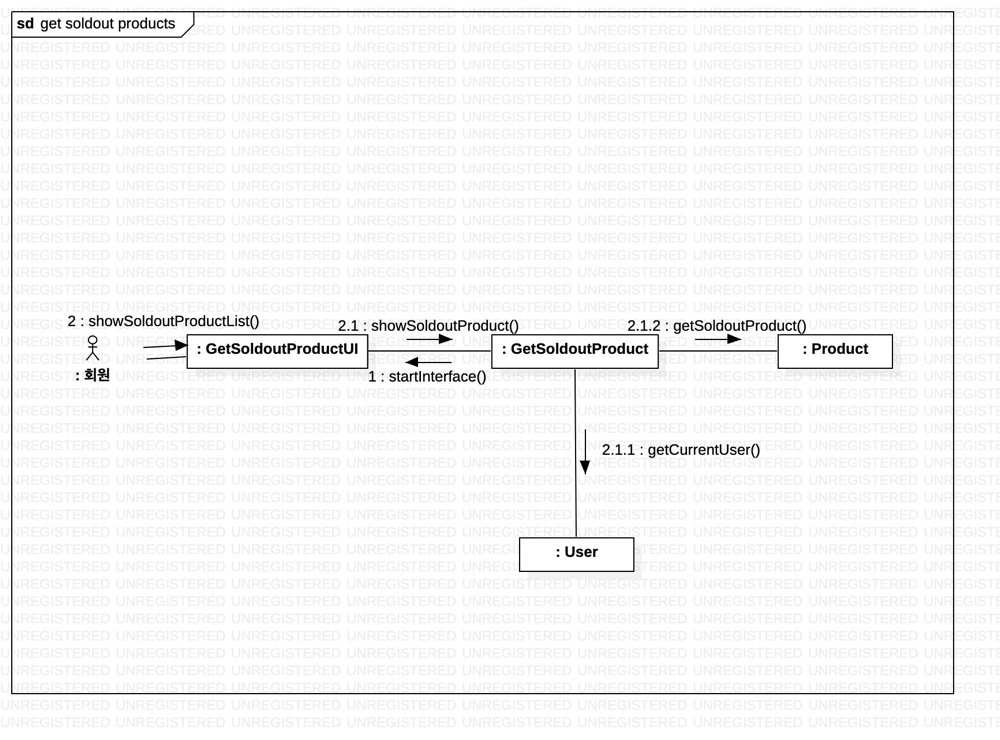 sd get soldout products
2 : showSoldoutProductList()
2.1 : showSoldoutProduct()
2.1.2 : getSoldoutProduct()
: GetSoldoutProductUI
: GetSoldoutProduct
: Product
: 회원
1 : startInterface()
2.1.1 : getCurrentUser()
: User
UNREGISTERED